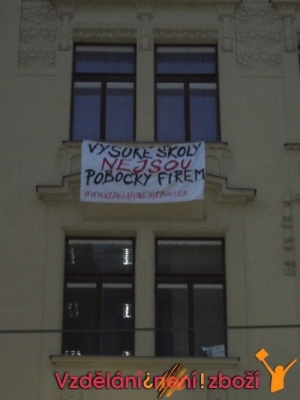 VYSOKÉ ŠKOLY
NEJSOU
POBOČKY FIREM
WWW.VZDELANINENIZBOZI.CZ
Vzdělání není zboží